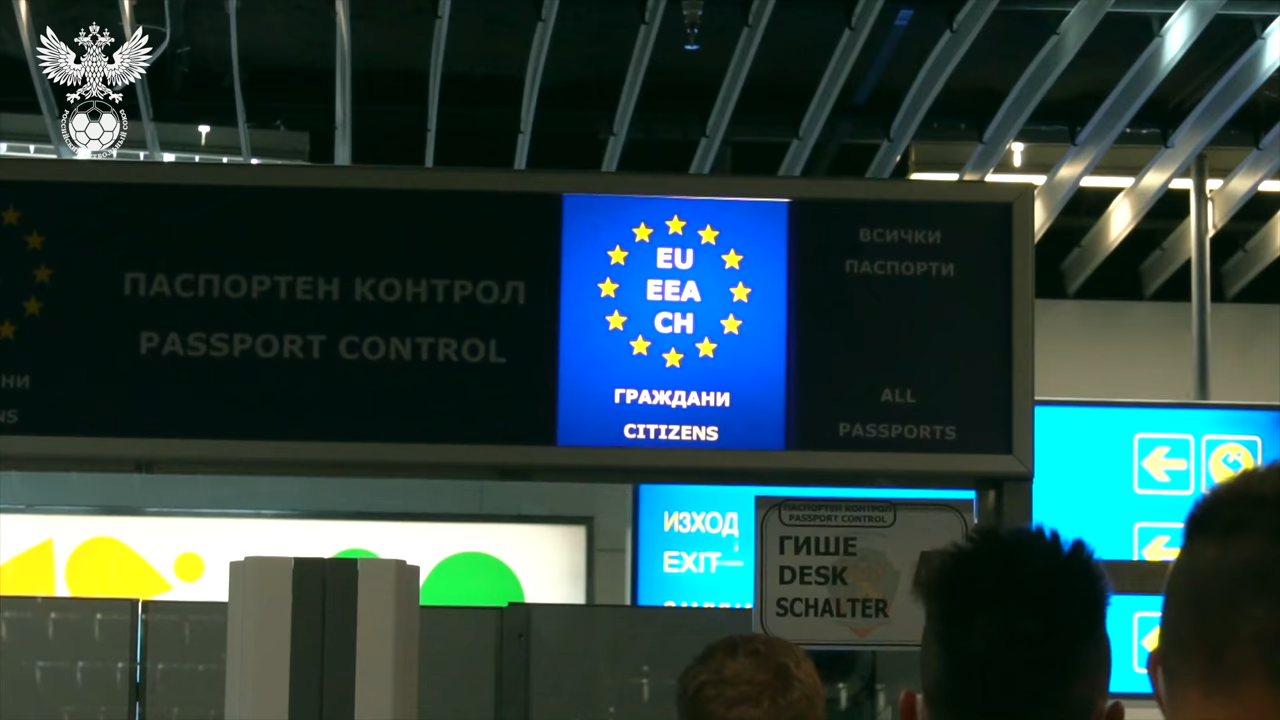 ПАСПОРТЕН КОНТРОЛ
PASSPORT CONTROL
EU
EEA
CH
ГРАЖДАНИ
CITIZENS
ВСИЧКИ
ПАСПОРТИ
ALL
PASSPORTS
ИЗХОД
EXIT
ПАСПОРТЕН КОНТРОЛ
PASSPORT CONTROL
ГИШЕ
DESK
SCHALTER